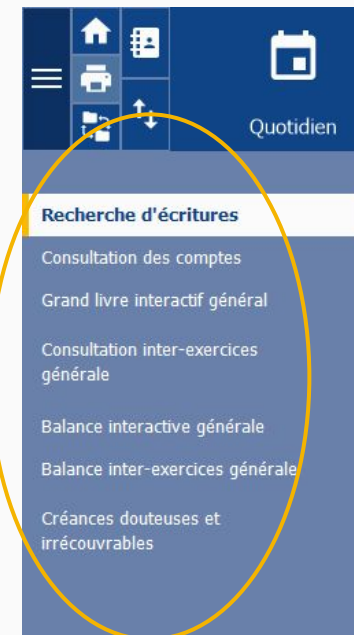 Quotidien
Recherche d'écritures
Consultation des comptes
Grand livre interactif général
Consultation inter-exercices
générale
Balance interactive générale
Balance inter-exercices générale
Créances douteuses et
irrécouvrables